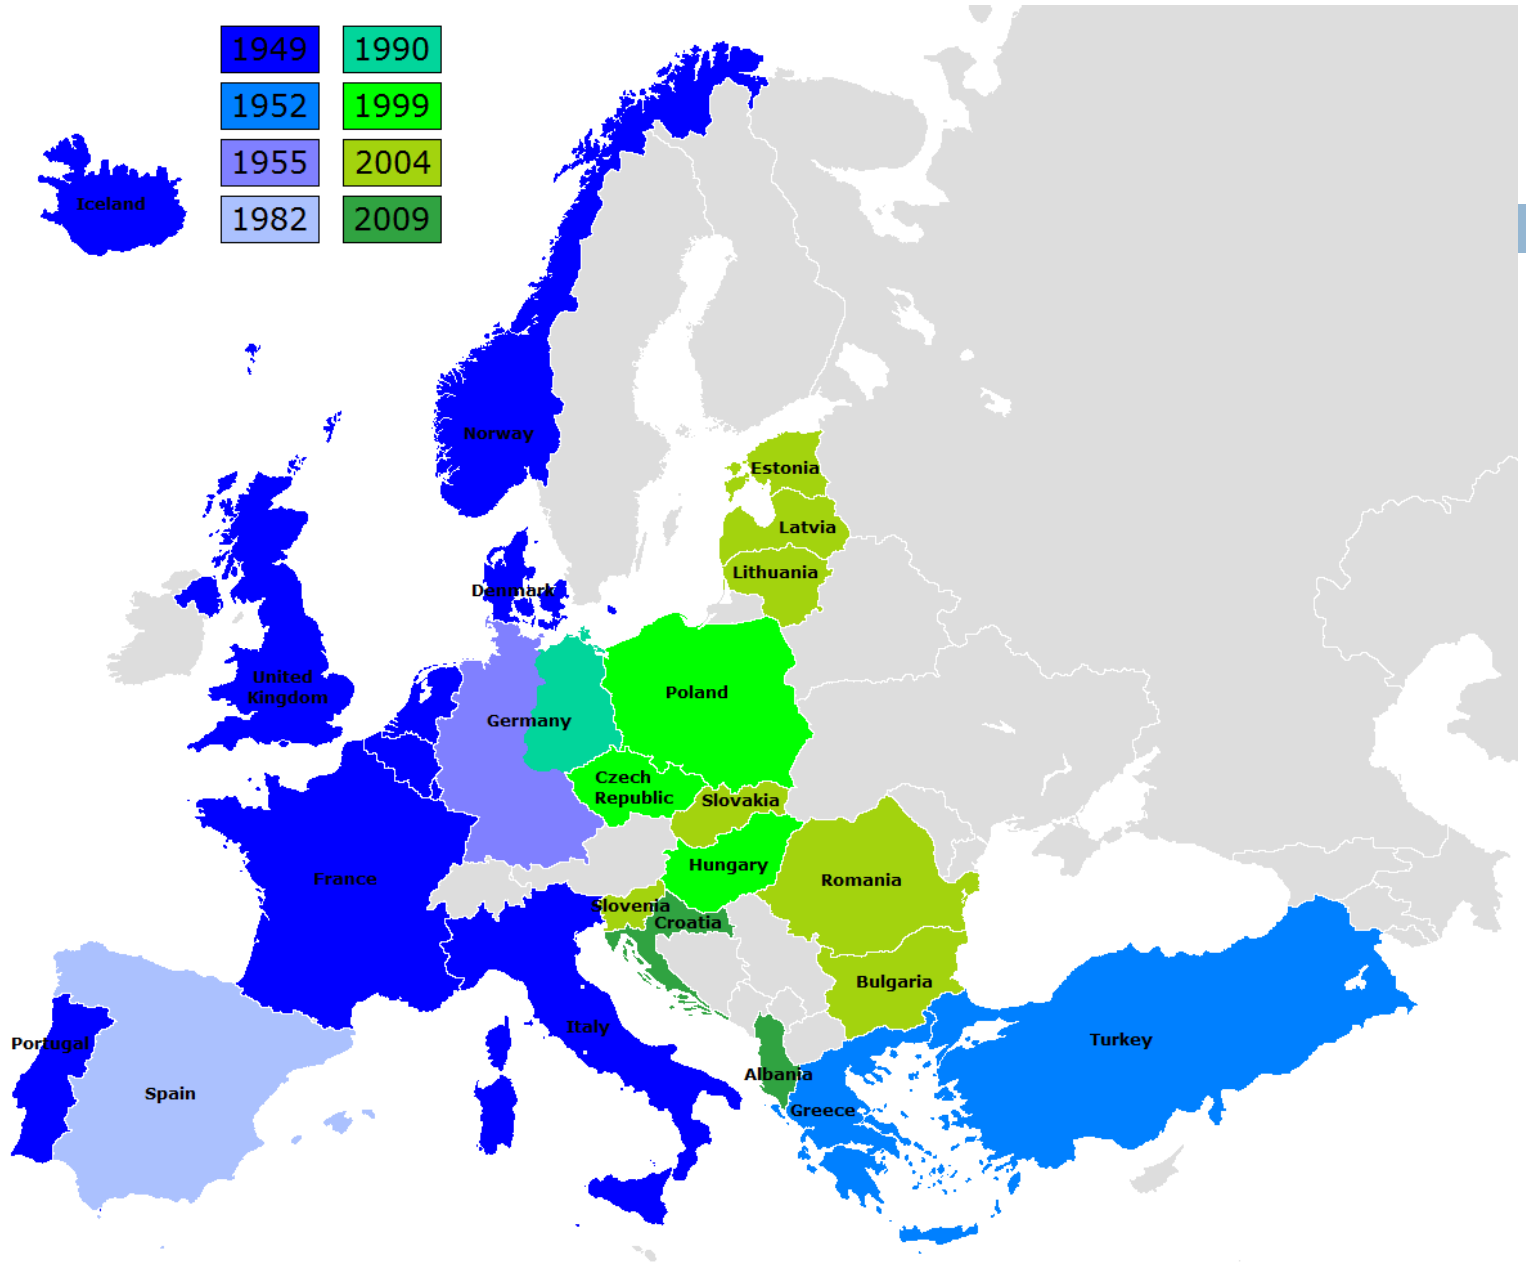 1949
1990
1952
1999
1955
2004
1982
2009
Iceland
Norway
Estonia
Latvia
Lithuania
Denmark
United
Kingdom
Poland
Germany
Czech
Republic
Slovakia
Hungary
France
Romania
Slovenia
Croatia
Bulgaria
Italy
Portugal
Turkey
Albania
Spain
Greece